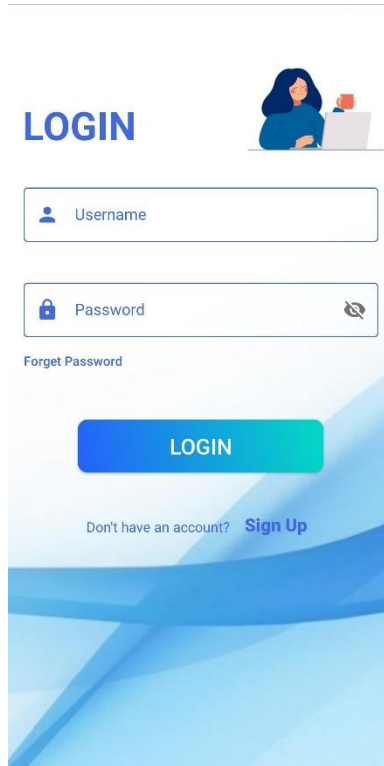 LOGIN
Username
Password
Forget Password
LOGIN
Don't have an account? Sign Up